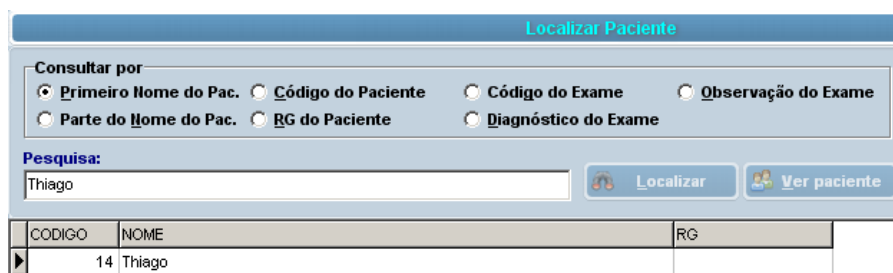 Localizar Paciente
Consultar por
Primeiro Nome do Pac. Código do Paciente Código do Exame Observação do Exame
Parte do Nome do Pac. RG do Paciente Diagnóstico do Exame
Pesquisa:
Thiago Localizar Ver paciente
CODIGO NOME RG
14 Thiago